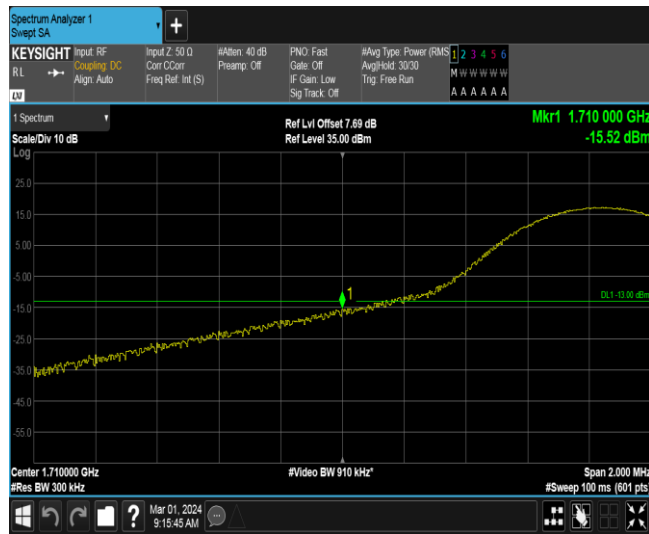 Spectrum Analyzer 1
Swept SA
+
KEYSIGHT
RL
LXI
Input: RF
Coupling: DC
Align: Auto
Input Z: 50 Ω
Corr CCorr
Freq Ref: Int (S)
#Atten: 40 dB
Preamp: Off
PNO: Fast
Gate: Off
IF Gain: Low
Sig Track: Off
#Avg Type: Power (RMS
Avg|Hold: 30/30
Trig: Free Run
1 2 3 4 5 6
M W W W W W
A A A A A A
1 Spectrum
Scale/Div 10 dB
Log
Ref Lvl Offset 7.69 dB
Ref Level 35.00 dBm
Mkr1 1.710 000 GHz
-15.52 dBm
25.0
15.0
5.00
-5.00
-15.0
-25.0
-35.0
-45.0
-55.0
1
DL1 -13.00 dBm
Center 1.710000 GHz
#Res BW 300 kHz
#Video BW 910 kHz*
Span 2.000 MHz
#Sweep 100 ms (601 pts
?
Mar 01, 2024
9:15:45 AM